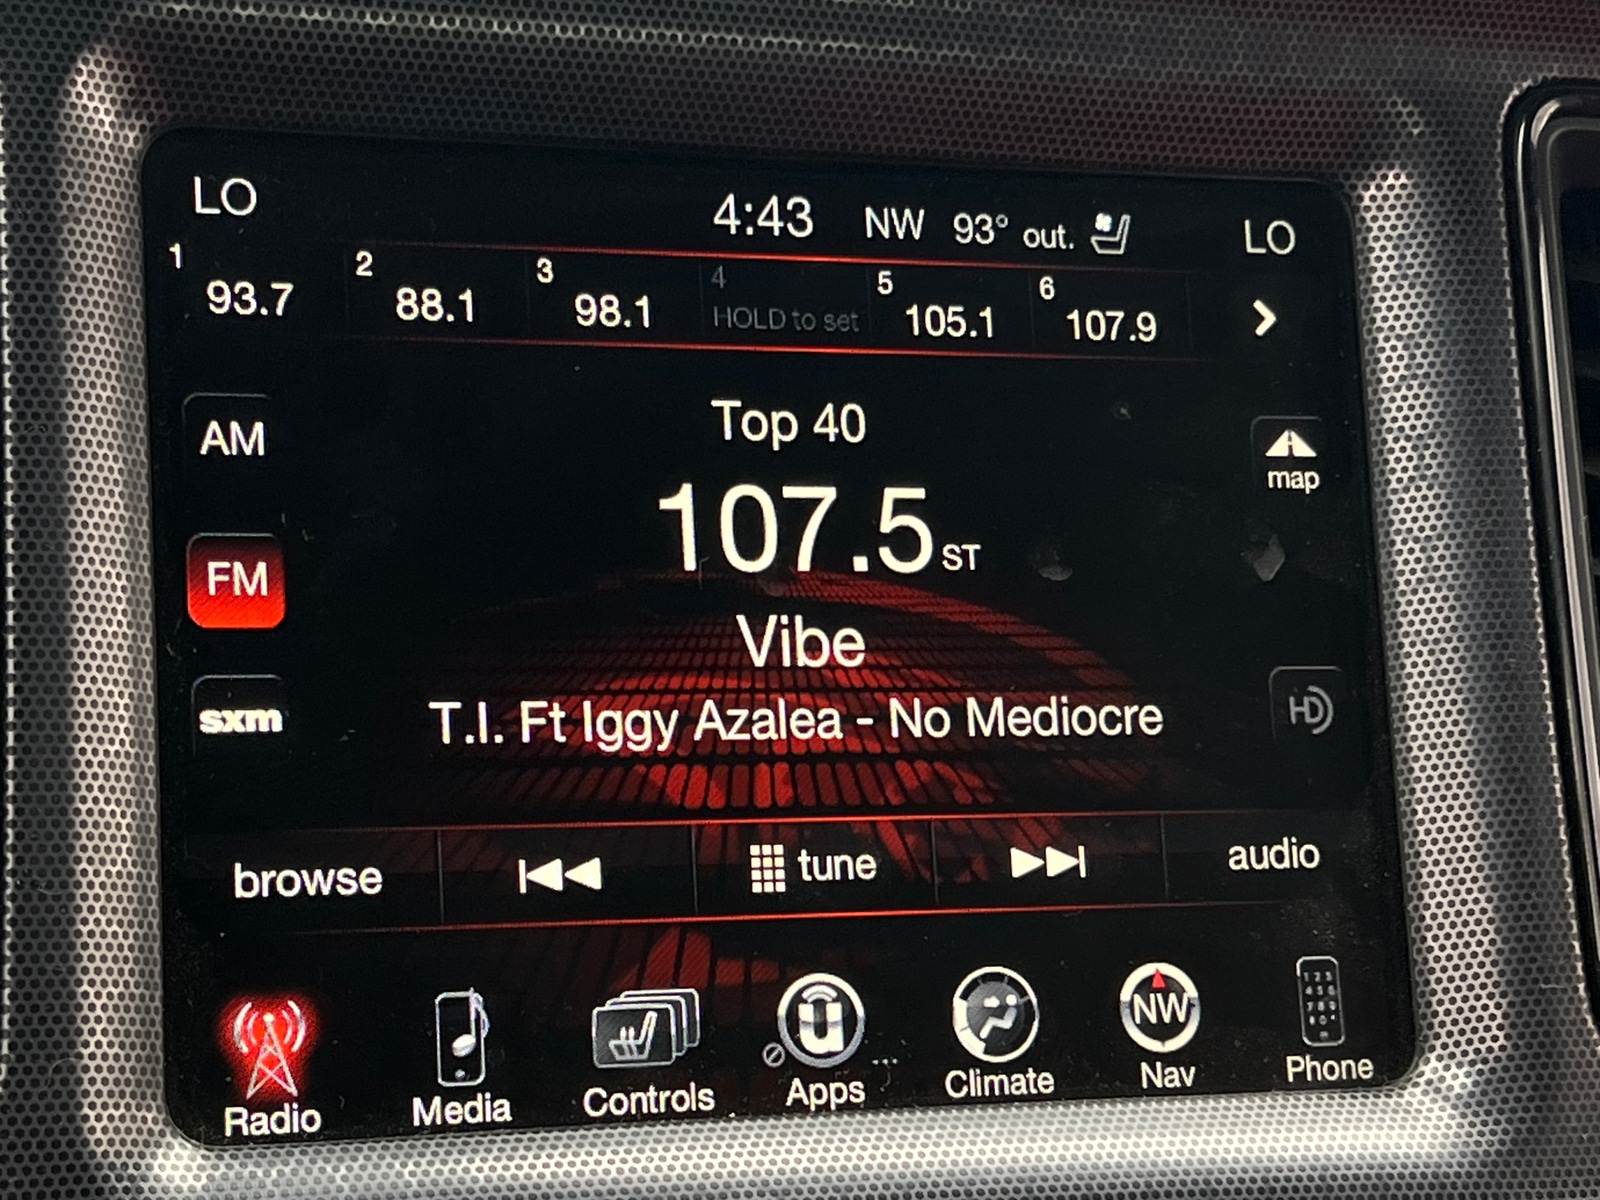 LO 4:43 NW 93° out. LO
1 93.7 2 88.1 3 98.1 4 HOLD to set 5 105.1 6 107.9
AM
Top 40
map
107.5 ST
FM
Vibe
sxm
T.I. Ft Iggy Azalea - No Mediocre
HD
browse tune audio
NW
Radio Media Controls Apps Climate Nav Phone